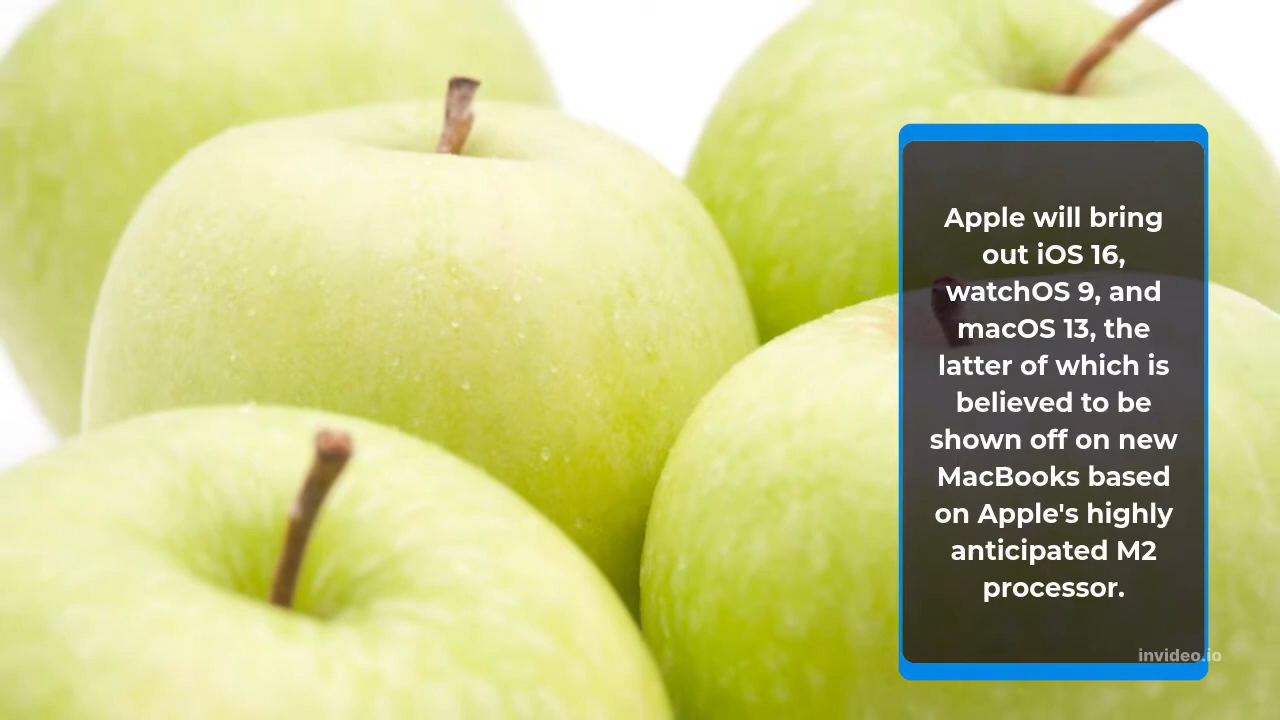 Apple will bring
out iOS 16,
watchOS 9, and
macOS 13, the
latter of which is
believed to be
shown off on new
MacBooks based
on Apple's highly
anticipated M2
processor.
invideo.io